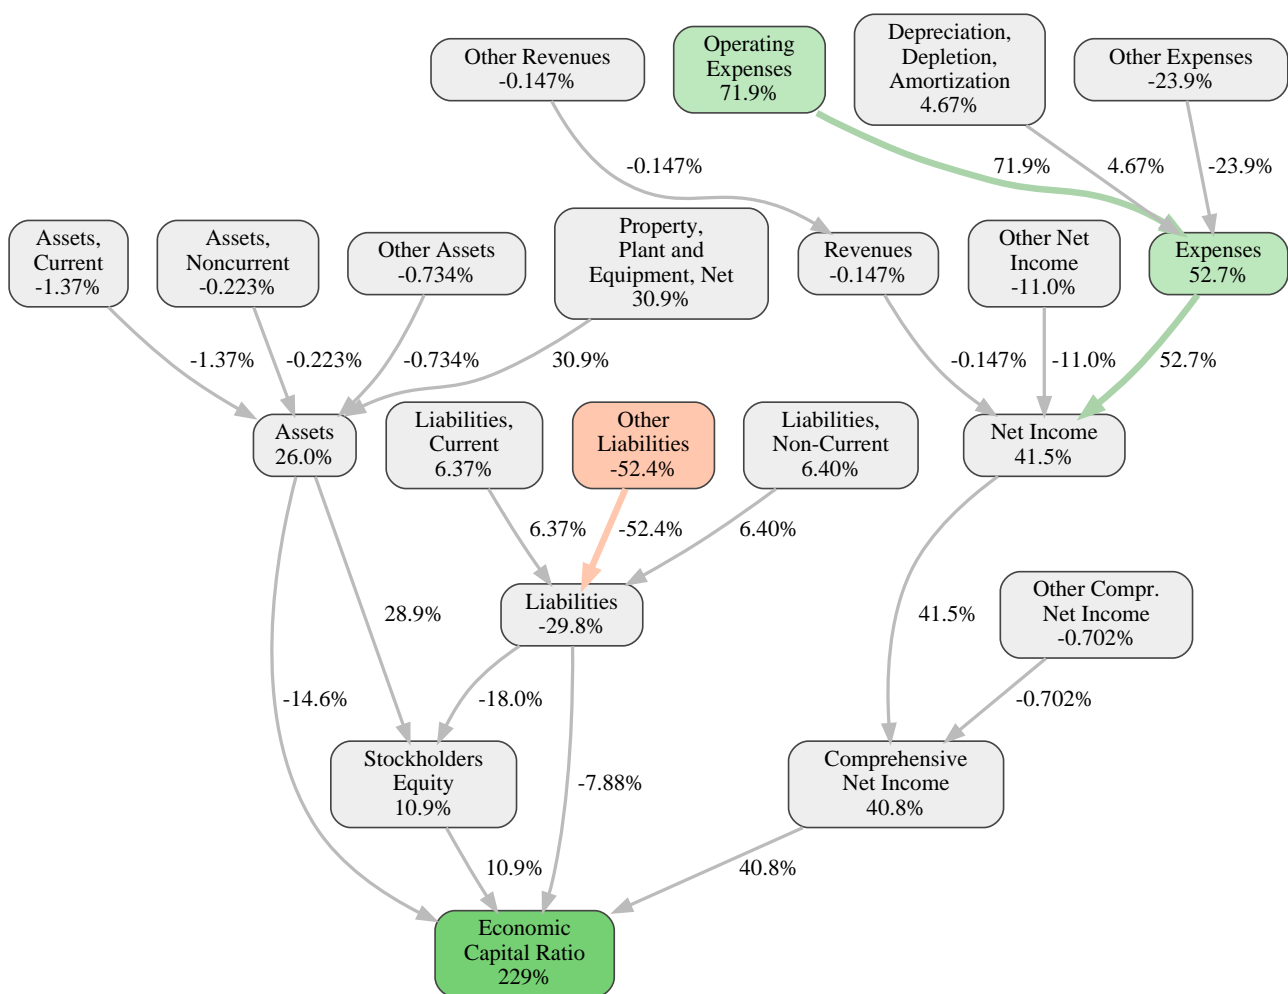 Other Revenues
-0.147%
Operating
Expenses
71.9%
Depreciation,
Depletion,
Amortization
4.67%
Other Expenses
-23.9%
-0.147%
71.9%
4.67%
-23.9%
Assets,
Current
-1.37%
Assets,
Noncurrent
-0.223%
Other Assets
-0.734%
Property,
Plant and
Equipment, Net
30.9%
Revenues
-0.147%
Other Net
Income
-11.0%
Expenses
52.7%
-1.37%
-0.223%
-0.734%
30.9%
-0.147%
-11.0%
52.7%
Assets
26.0%
Liabilities,
Current
6.37%
Other
Liabilities
-52.4%
Liabilities,
Non-Current
6.40%
Net Income
41.5%
6.37%
-52.4%
6.40%
Liabilities
-29.8%
Other Compr.
Net Income
-0.702%
28.9%
41.5%
-14.6%
-18.0%
-0.702%
Stockholders
Equity
10.9%
-7.88%
Comprehensive
Net Income
40.8%
10.9%
40.8%
Economic
Capital Ratio
229%